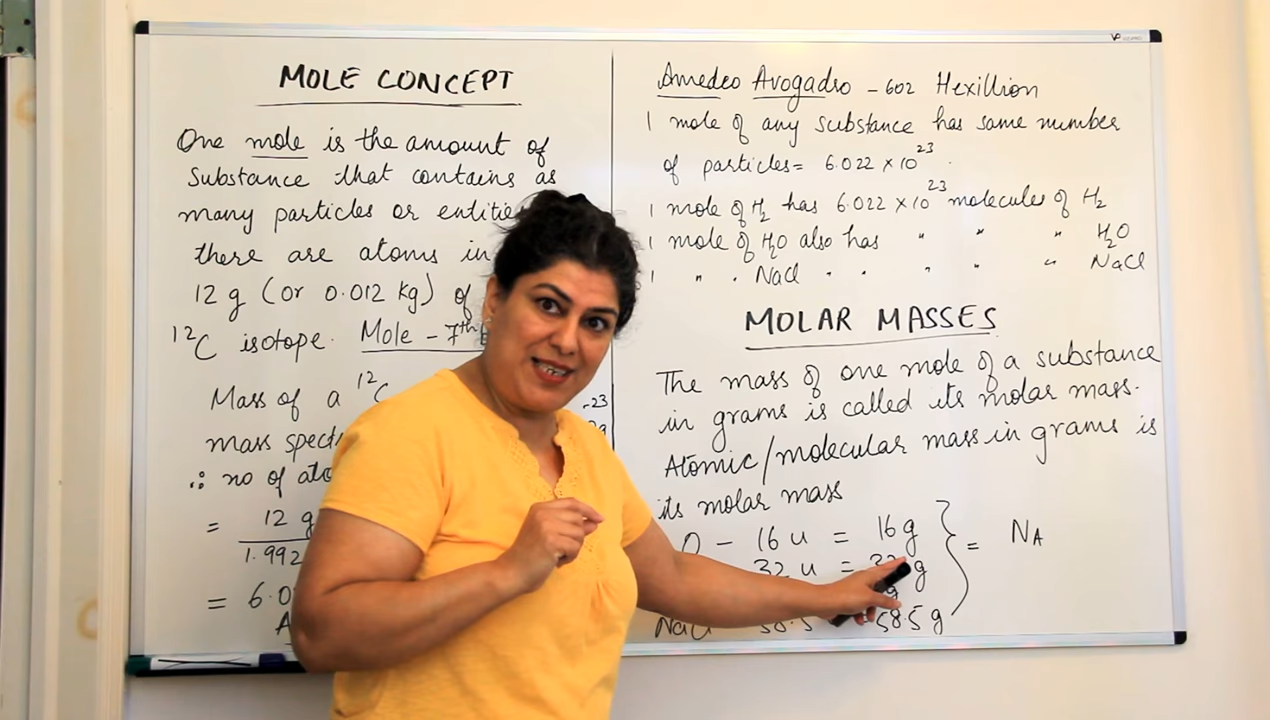 MOLE CONCEPT
One mole is the amount of
substance that contains as
many particles or
there are atoms in
12 g (or 0.012 kg) of
¹²C isotope. Mole - 7th
Mass of a ¹²C
mass
∴ no of
= 12 g
1.992
= 6.0
Amedeo Avogadro - 602 Hexillion
1 mole of any substance has same number
of particles = 6.022 × 10²³.
1 mole of H₂ has 6.022 × 10²³ molecules of H₂
1 mole of H₂O also has " " " H₂O
1 " " NaCl " " " " " NaCl
MOLAR MASSES
The mass of one mole of a substance
in grams is called its molar mass.
Atomic/molecular mass in grams is
its molar mass
O - 16 u = 16 g
32 u = 32 g
g
NaCl 58.5 58.5 g
= NA